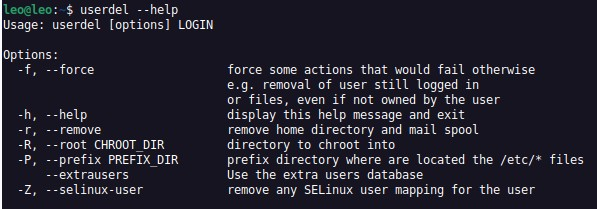 leo@leo:~$ userdel --help
Usage: userdel [options] LOGIN

Options:
  -f, --force                   force some actions that would fail otherwise
                                e.g. removal of user still logged in
                                or files, even if not owned by the user
  -h, --help                    display this help message and exit
  -r, --remove                  remove home directory and mail spool
  -R, --root CHROOT_DIR         directory to chroot into
  -P, --prefix PREFIX_DIR       prefix directory where are located the /etc/* files
      --extrausers              Use the extra users database
  -Z, --selinux-user            remove any SELinux user mapping for the user